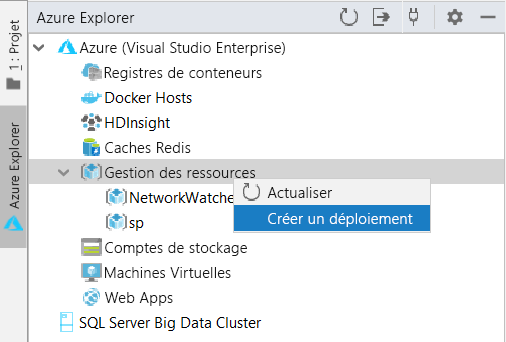 Azure Explorer
1: Projet
Azure Explorer
Azure (Visual Studio Enterprise)
Registres de conteneurs
Docker Hosts
HDInsight
Caches Redis
Gestion des ressources
NetworkWatche
Actualiser
Créer un déploiement
sp
Comptes de stockage
Machines Virtuelles
Web Apps
SQL Server Big Data Cluster